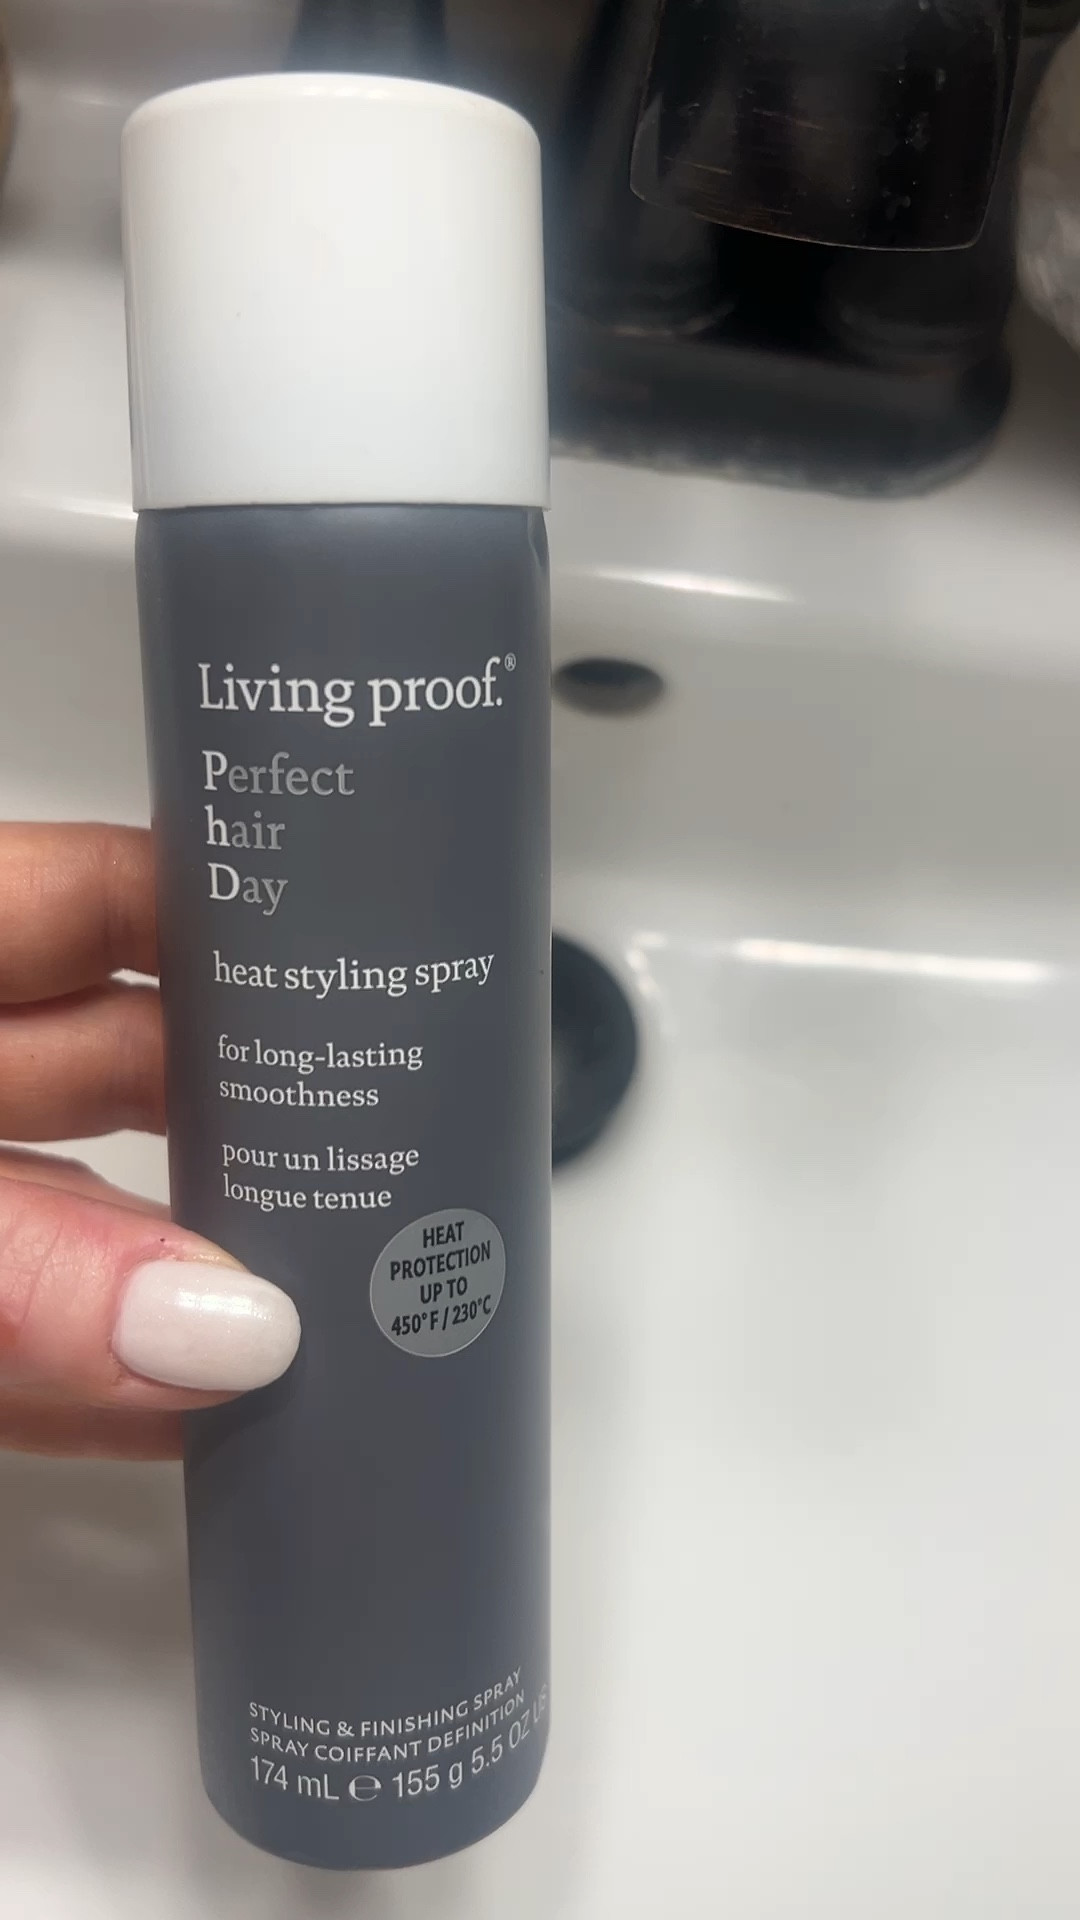 Living proof.®
Perfect
hair
Day
heat styling spray
for long-lasting
smoothness
pour un lissage
longue tenue
HEAT
PROTECTION
UP TO
450°F / 230°C
STYLING & FINISHING SPRAY
SPRAY COIFFANT DEFINITION
174 mL ℮ 155 g 5.5 OZ US